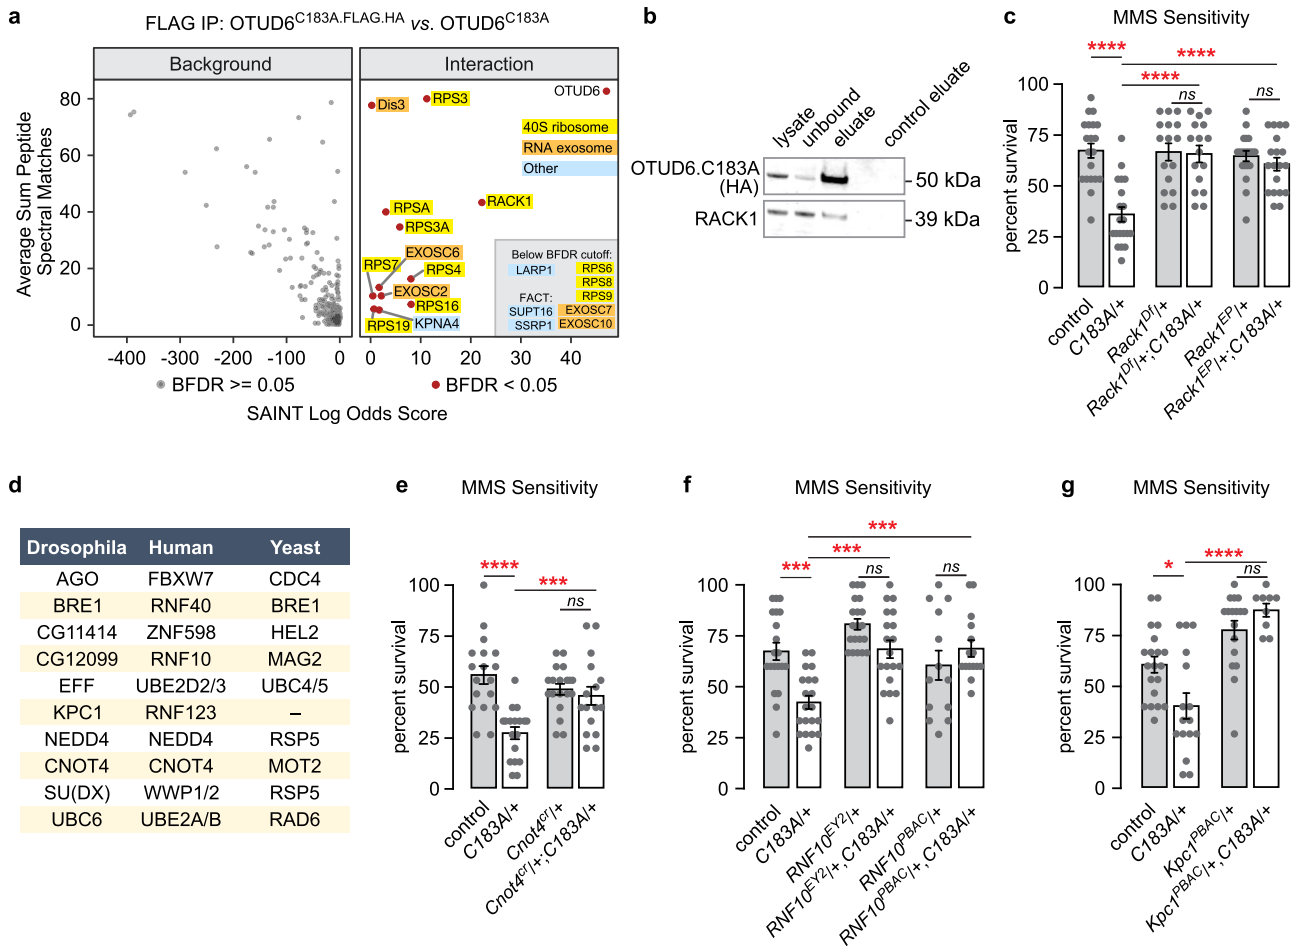 a
FLAG IP: OTUD6C183A.FLAG.HA vs. OTUD6C183A
Background
Interaction
Average Sum Peptide
Spectral Matches
80
60
40
20
0
OTUD6
Dis3
RPS3
40S ribosome
RNA exosome
Other
RACK1
RPSA
RPS3A
EXOSC6
RPS7
RPS4
EXOSC2
RPS16
RPS19
KPNA4
Below BFDR cutoff:
LARP1
RPS6
RPS8
RPS9
FACT:
SUPT16
EXOSC7
SSRP1
EXOSC10
-400 -300 -200 -100 0
0 10 20 40
BFDR >= 0.05
BFDR < 0.05
SAINT Log Odds Score
b
lysate
unbound
eluate
control eluate
OTUD6.C183A
(HA)
50 kDa
RACK1
39 kDa
c
MMS Sensitivity
**** **** ****
ns ns
percent survival
100
75
50
25
0
control
C183A/+
Rack1Df/+
Rack1Df/+;C183A/+
Rack1EP/+
Rack1EP/+;C183A/+
d
Drosophila Human Yeast
AGO FBXW7 CDC4
BRE1 RNF40 BRE1
CG11414 ZNF598 HEL2
CG12099 RNF10 MAG2
EFF UBE2D2/3 UBC4/5
KPC1 RNF123 –
NEDD4 NEDD4 RSP5
CNOT4 CNOT4 MOT2
SU(DX) WWP1/2 RSP5
UBC6 UBE2A/B RAD6
e
MMS Sensitivity
**** ***
ns
percent survival
100
75
50
25
0
control
C183A/+
Cnot4cr/+
Cnot4cr/+;C183A/+
f
MMS Sensitivity
*** *** ***
ns ns
percent survival
100
75
50
25
0
control
C183A/+
RNF10EY2/+
RNF10EY2/+,C183A/+
RNF10PBAC/+
RNF10PBAC/+,C183A/+
g
MMS Sensitivity
* ****
ns
percent survival
100
75
50
25
0
control
C183A/+
Kpc1PBAC/+
Kpc1PBAC/+,C183A/+